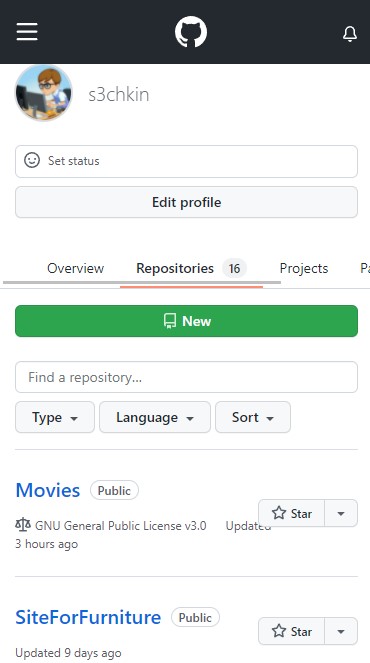 s3chkin
Set status
Edit profile
Overview Repositories 16 Projects Pa
New
Find a repository...
Type Language Sort
Movies Public
Star
GNU General Public License v3.0 Updated
3 hours ago
SiteForFurniture Public
Star
Updated 9 days ago